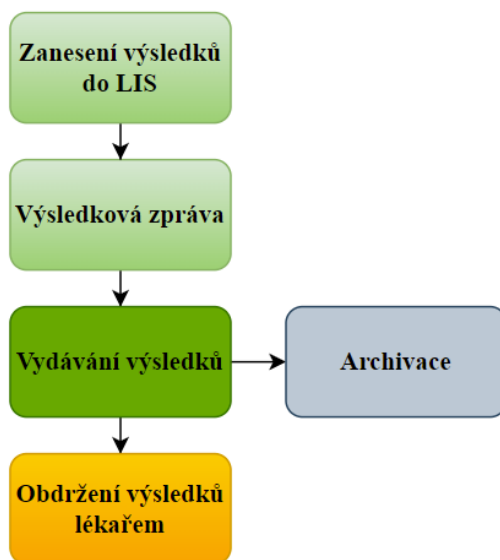 Zanesení výsledků
do LIS
Výsledková zpráva
Vydávání výsledků
Archivace
Obdržení výsledků
lékařem